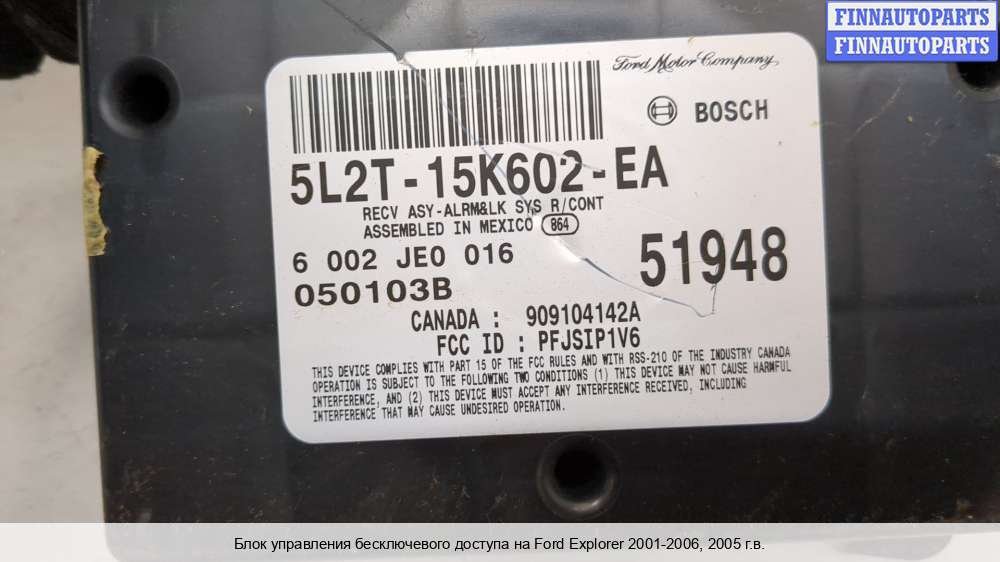 FINNAUTOPARTS
FINNAUTOPARTS
Ford Motor Company
BOSCH
5L2T-15K602-EA
RECV ASY-ALRM&LK SYS R/CONT
ASSEMBLED IN MEXICO 864
6 002 JE0 016
51948
050103B
CANADA : 909104142A
FCC ID : PFJSIP1V6
THIS DEVICE COMPLIES WITH PART 15 OF THE FCC RULES AND WITH RSS-210 OF THE INDUSTRY CANADA
OPERATION IS SUBJECT TO THE FOLLOWING TWO CONDITIONS (1) THIS DEVICE MAY NOT CAUSE HARMFUL
INTERFERENCE, AND (2) THIS DEVICE MUST ACCEPT ANY INTERFERENCE RECEIVED, INCLUDING
INTERFERENCE THAT MAY CAUSE UNDESIRED OPERATION.
Блок управления бесключевого доступа на Ford Explorer 2001-2006, 2005 г.в.